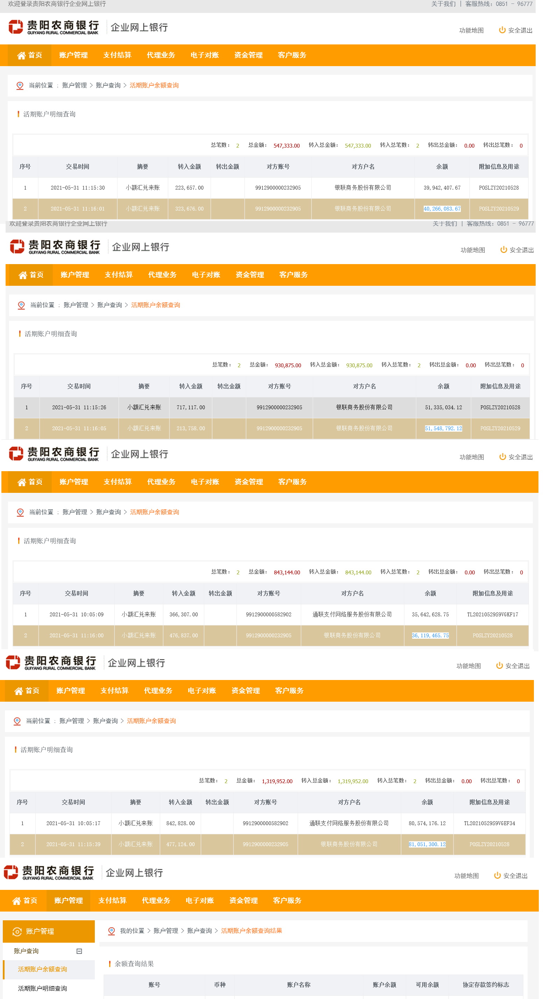 欢迎登录贵阳农商银行企业网上银行 关于我们 | 客服热线：0851 - 96777
贵阳农商银行 企业网上银行
GUIYANG RURAL COMMERCIAL BANK
功能地图 安全退出
首页 账户管理 支付结算 代理业务 电子对账 资金管理 客户服务
当前位置 : 账户管理 > 账户查询 > 活期账户余额查询
活期账户明细查询
总笔数: 2 总金额: 547,333.00 转入总金额: 547,333.00 转入总笔数: 2 转出总金额: 0.00 转出总笔数: 0
序号 交易时间 摘要 转入金额 转出金额 对方账号 对方户名 余额 附加信息及用途
1 2021-05-31 11:15:30 小额汇兑来账 223,657.00 9912900000232905 银联商务股份有限公司 39,942,407.67 POSLZY20210528
2 2021-05-31 11:16:01 小额汇兑来账 323,676.00 9912900000232905 银联商务股份有限公司 40,266,083.67 POSLZY20210529
欢迎登录贵阳农商银行企业网上银行 关于我们 | 客服热线：0851 - 96777
贵阳农商银行 企业网上银行
GUIYANG RURAL COMMERCIAL BANK
功能地图 安全退出
首页 账户管理 支付结算 代理业务 电子对账 资金管理 客户服务
当前位置 : 账户管理 > 账户查询 > 活期账户余额查询
活期账户明细查询
总笔数: 2 总金额: 930,875.00 转入总金额: 930,875.00 转入总笔数: 2 转出总金额: 0.00 转出总笔数: 0
序号 交易时间 摘要 转入金额 转出金额 对方账号 对方户名 余额 附加信息及用途
1 2021-05-31 11:15:26 小额汇兑来账 717,117.00 9912900000232905 银联商务股份有限公司 51,335,034.12 POSLZY20210528
2 2021-05-31 11:16:05 小额汇兑来账 213,758.00 9912900000232905 银联商务股份有限公司 51,548,792.12 POSLZY20210529
贵阳农商银行 企业网上银行
GUIYANG RURAL COMMERCIAL BANK
功能地图 安全退出
首页 账户管理 支付结算 代理业务 电子对账 资金管理 客户服务
当前位置 : 账户管理 > 账户查询 > 活期账户余额查询
活期账户明细查询
总笔数: 2 总金额: 843,144.00 转入总金额: 843,144.00 转入总笔数: 2 转出总金额: 0.00 转出总笔数: 0
序号 交易时间 摘要 转入金额 转出金额 对方账号 对方户名 余额 附加信息及用途
1 2021-05-31 10:05:09 小额汇兑来账 366,307.00 9912900000582902 通联支付网络服务股份有限公司 35,642,628.75 TL20210529S9VGKF17
2 2021-05-31 11:16:00 小额汇兑来账 476,837.00 9912900000232905 银联商务股份有限公司 36,119,465.75 POSLZY20210528
贵阳农商银行 企业网上银行
GUIYANG RURAL COMMERCIAL BANK
功能地图 安全退出
首页 账户管理 支付结算 代理业务 电子对账 资金管理 客户服务
当前位置 : 账户管理 > 账户查询 > 活期账户余额查询
活期账户明细查询
总笔数: 2 总金额: 1,319,952.00 转入总金额: 1,319,952.00 转入总笔数: 2 转出总金额: 0.00 转出总笔数: 0
序号 交易时间 摘要 转入金额 转出金额 对方账号 对方户名 余额 附加信息及用途
1 2021-05-31 10:05:17 小额汇兑来账 842,828.00 9912900000582902 通联支付网络服务股份有限公司 80,574,176.12 TL20210529S9VGEF34
2 2021-05-31 11:15:39 小额汇兑来账 477,124.00 9912900000232905 银联商务股份有限公司 81,051,300.12 POSLZY20210528
贵阳农商银行 企业网上银行
GUIYANG RURAL COMMERCIAL BANK
功能地图 安全退出
首页 账户管理 支付结算 代理业务 电子对账 资金管理 客户服务
账户管理
账户查询
活期账户余额查询
活期账户明细查询
我的位置 > 账户管理 > 账户查询 > 活期账户余额查询结果
余额查询结果
账号 币种 账户名称 账户余额 可用余额 协定存款签约标志